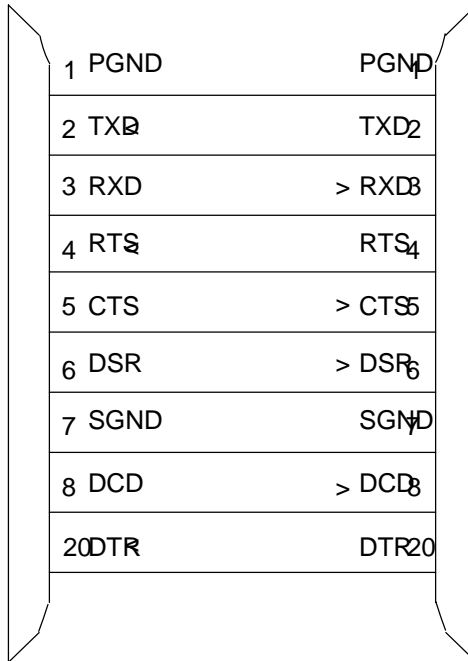 1 PGND PGND 1
2 TXD < TXD 2
3 RXD > RXD 3
4 RTS < RTS 4
5 CTS > CTS 5
6 DSR > DSR 6
7 SGND SGND 7
8 DCD > DCD 8
20 DTR < DTR 20